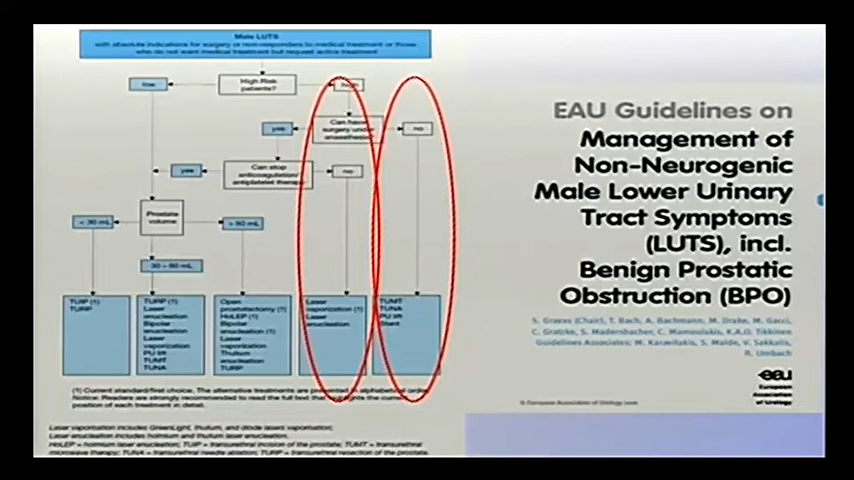 Male LUTS
with absolute indications for surgery or non-responders to medical treatment or those
who do not want medical treatment but request active treatment
low
High Risk
patients?
high
Can have
surgery under
anaesthesia?
yes
no
Can stop
anticoagulation/
antiplatelet therapy
yes
no
Prostate
volume
< 30 mL
> 80 mL
30 – 80 mL
TUIP (1)
TURP
TURP (1)
Laser
enucleation
Bipolar
enucleation
Laser
vaporization
PU lift
TUMT
TUNA
Open
prostatectomy (1)
HoLEP (1)
Bipolar
enucleation (1)
Laser
vaporization
Thulium
enucleation
TURP
Laser
vaporization (1)
Laser
enucleation
TUMT
TUNA
PU lift
Stent
(1) Current standard/first choice. The alternative treatments are presented in alphabetical order.
Notice: Readers are strongly recommended to read the full text that highlights the current
position of each treatment in detail.
Laser vaporization includes GreenLight, thulium, and diode lasers vaporisation;
Laser enucleation includes holmium and thulium laser enucleation.
HoLEP = holmium laser enucleation; TUIP = transurethral incision of the prostate; TUMT = transurethral
microwave therapy; TUNA = transurethral needle ablation; TURP = transurethral resection of the prostate.
EAU Guidelines on
Management of
Non-Neurogenic
Male Lower Urinary
Tract Symptoms
(LUTS), incl.
Benign Prostatic
Obstruction (BPO)
S. Gravas (Chair), T. Bach, A. Bachmann, M. Drake, M. Gacci,
C. Gratzke, S. Madersbacher, C. Mamoulakis, K.A.O. Tikkinen
Guidelines Associates: M. Karavitakis, S. Malde, V. Sakkalis,
R. Umbach
eau
European
Association
of Urology
© European Association of Urology